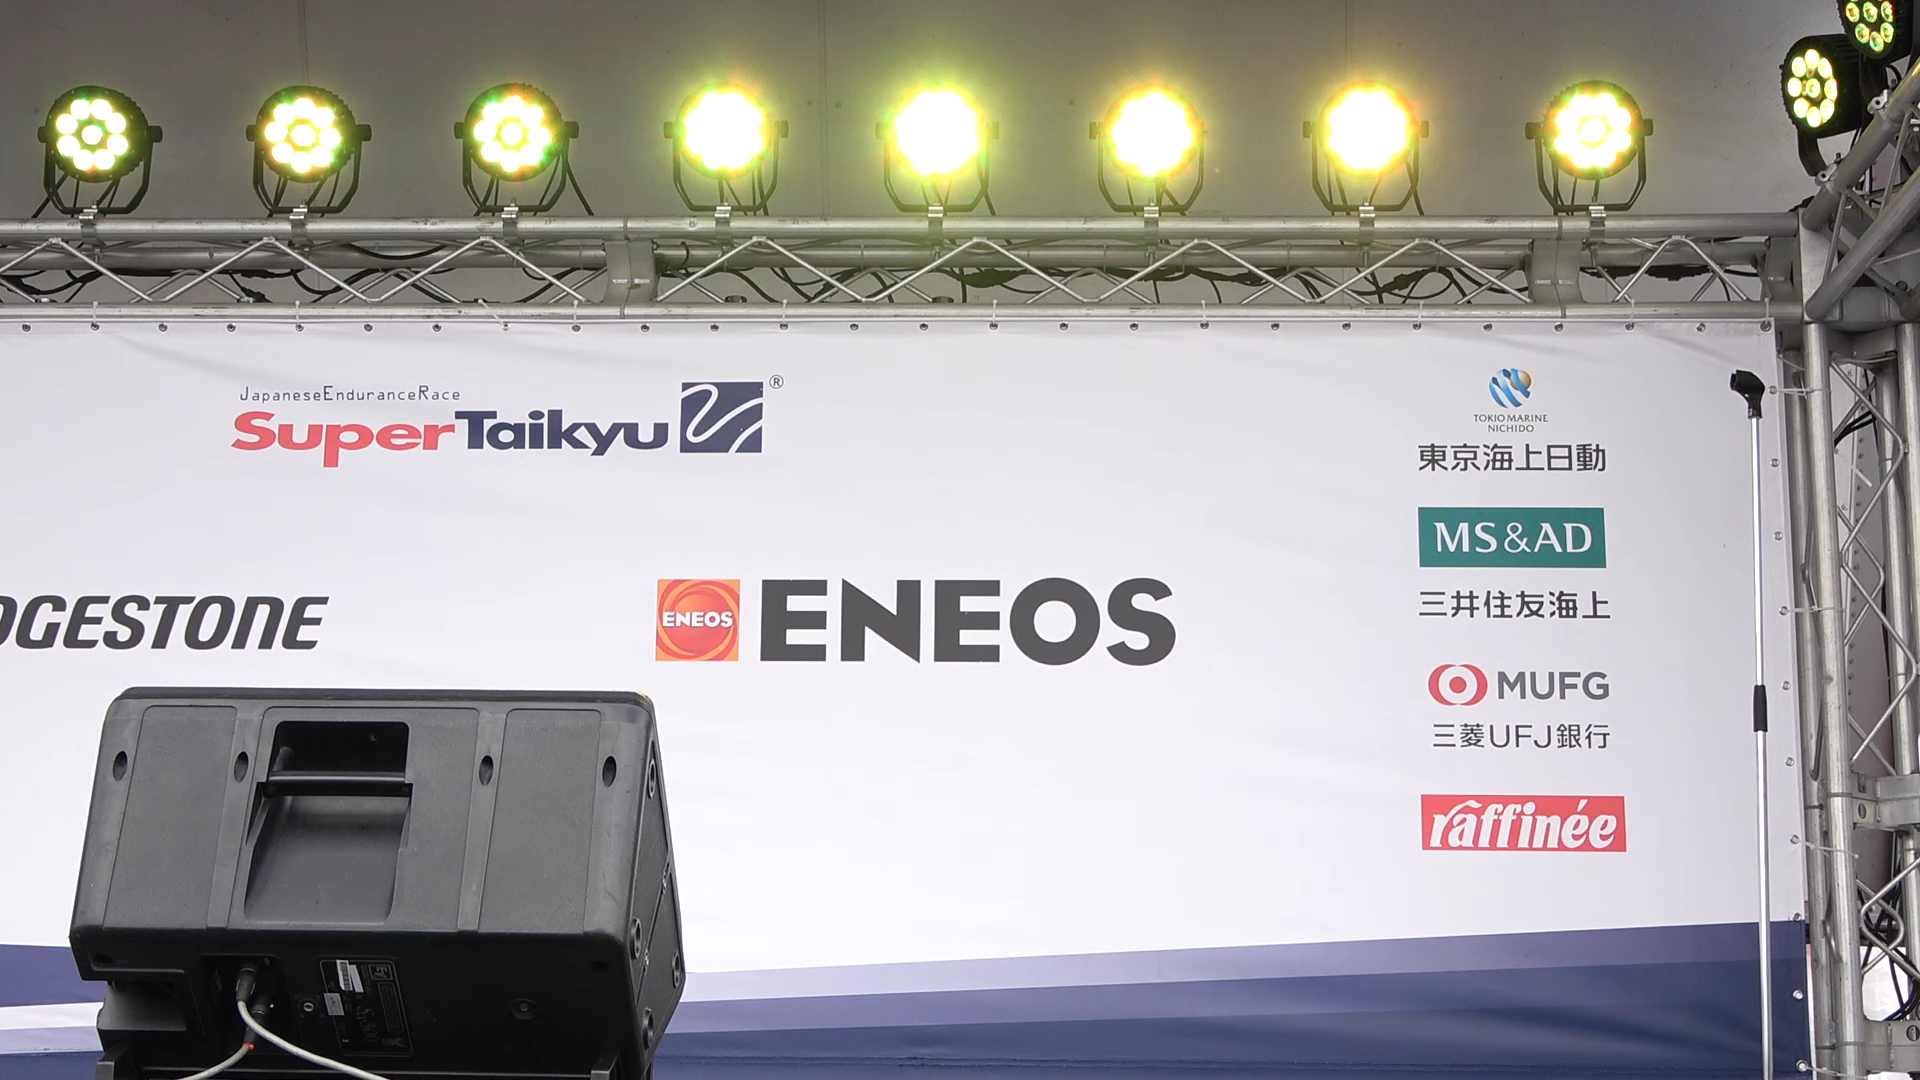 JapaneseEnduranceRace
SuperTaikyu®
TOKIO MARINE
NICHIDO
東京海上日動
MS&AD
三井住友海上
DGESTONE
ENEOS ENEOS
MUFG
三菱UFJ銀行
raffinée